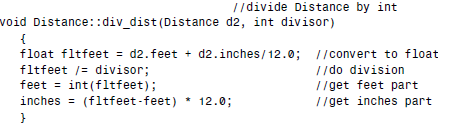 //divide Distance by int
void Distance::div_dist(Distance d2, int divisor)
{
float fltfeet = d2.feet + d2.inches/12.0; //convert to float
fltfeet /= divisor; //do division
feet = int(fltfeet); //get feet part
inches = (fltfeet-feet) * 12.0; //get inches part
}